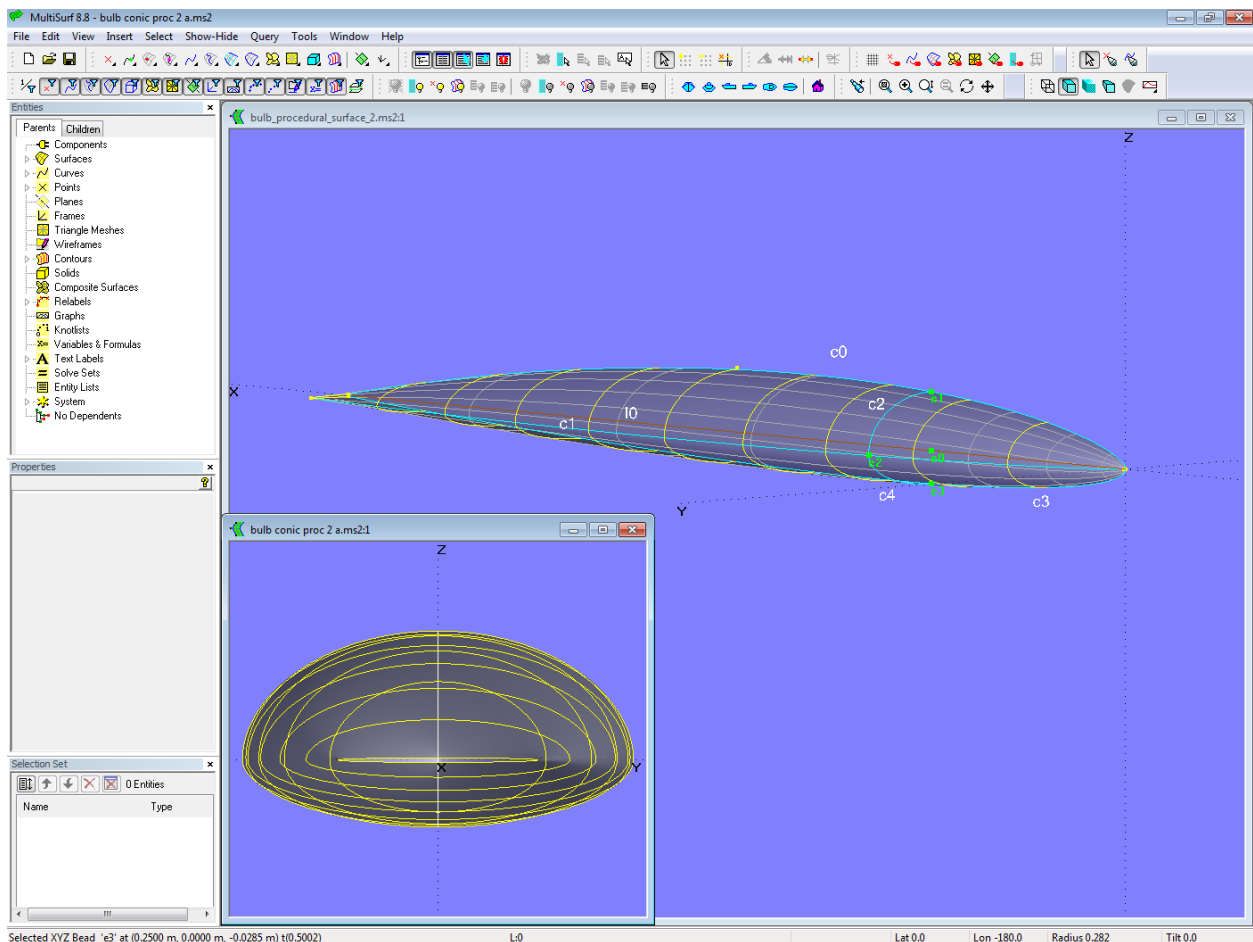 MultiSurf 8.8 - bulb conic proc 2 a.ms2
File Edit View Insert Select Show-Hide Query Tools Window Help
Entities
Parents Children
Components
Surfaces
Curves
Points
Planes
Frames
Triangle Meshes
Wireframes
Contours
Solids
Composite Surfaces
Relabels
Graphs
Knotlists
Variables & Formulas
Text Labels
Solve Sets
Entity Lists
System
No Dependents
Properties
Selection Set
0 Entities
Name Type
bulb_procedural_surface_2.ms2:1
Z
c0
X
c2
e1
l0
c1
e2
c4
c3
e3
Y
bulb conic proc 2 a.ms2:1
Z
X
Y
Selected XYZ Bead 'e3' at (0.2500 m, 0.0000 m, -0.0285 m) t(0.5002) L:0 Lat 0.0 Lon -180.0 Radius 0.282 Tilt 0.0